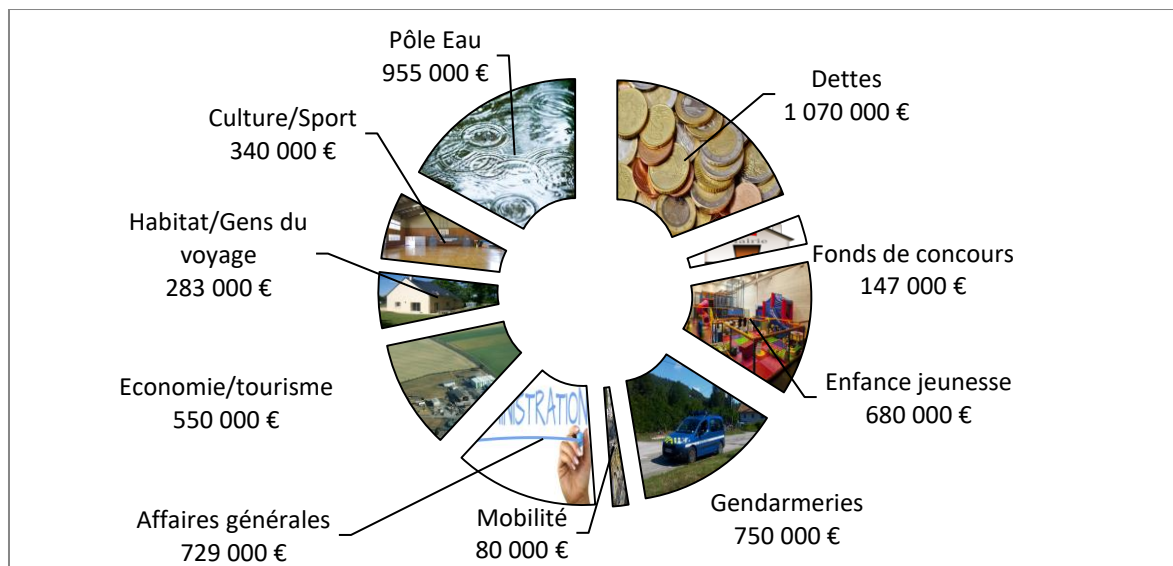 Pôle Eau
955 000 €
Dettes
1 070 000 €
Culture/Sport
340 000 €
Habitat/Gens du
voyage
283 000 €
Fonds de concours
147 000 €
Economie/tourisme
550 000 €
Enfance jeunesse
680 000 €
INISTRATION
Affaires générales
729 000 €
Mobilité
80 000 €
Gendarmeries
750 000 €